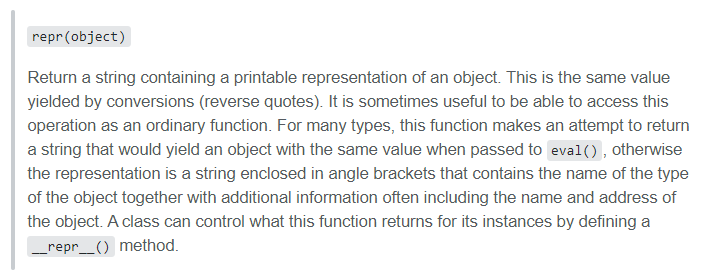 repr(object)
Return a string containing a printable representation of an object. This is the same value
yielded by conversions (reverse quotes). It is sometimes useful to be able to access this
operation as an ordinary function. For many types, this function makes an attempt to return
a string that would yield an object with the same value when passed to eval() , otherwise
the representation is a string enclosed in angle brackets that contains the name of the type
of the object together with additional information often including the name and address of
the object. A class can control what this function returns for its instances by defining a
__repr__() method.